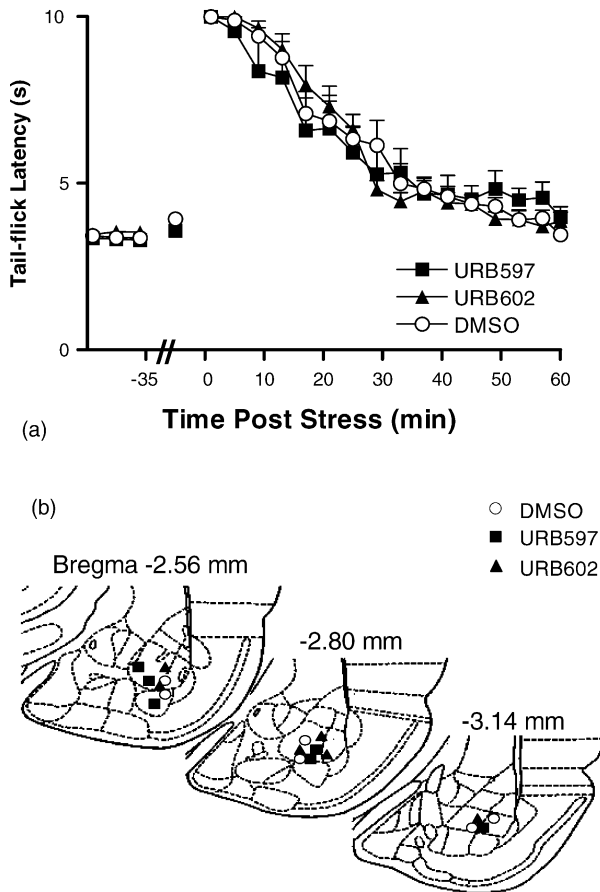 10
5
0
Tail-flick Latency (s)
URB597
URB602
DMSO
-35 0 10 20 30 40 50 60
Time Post Stress (min)
(a)
(b)
DMSO
URB597
URB602
Bregma -2.56 mm
-2.80 mm
-3.14 mm